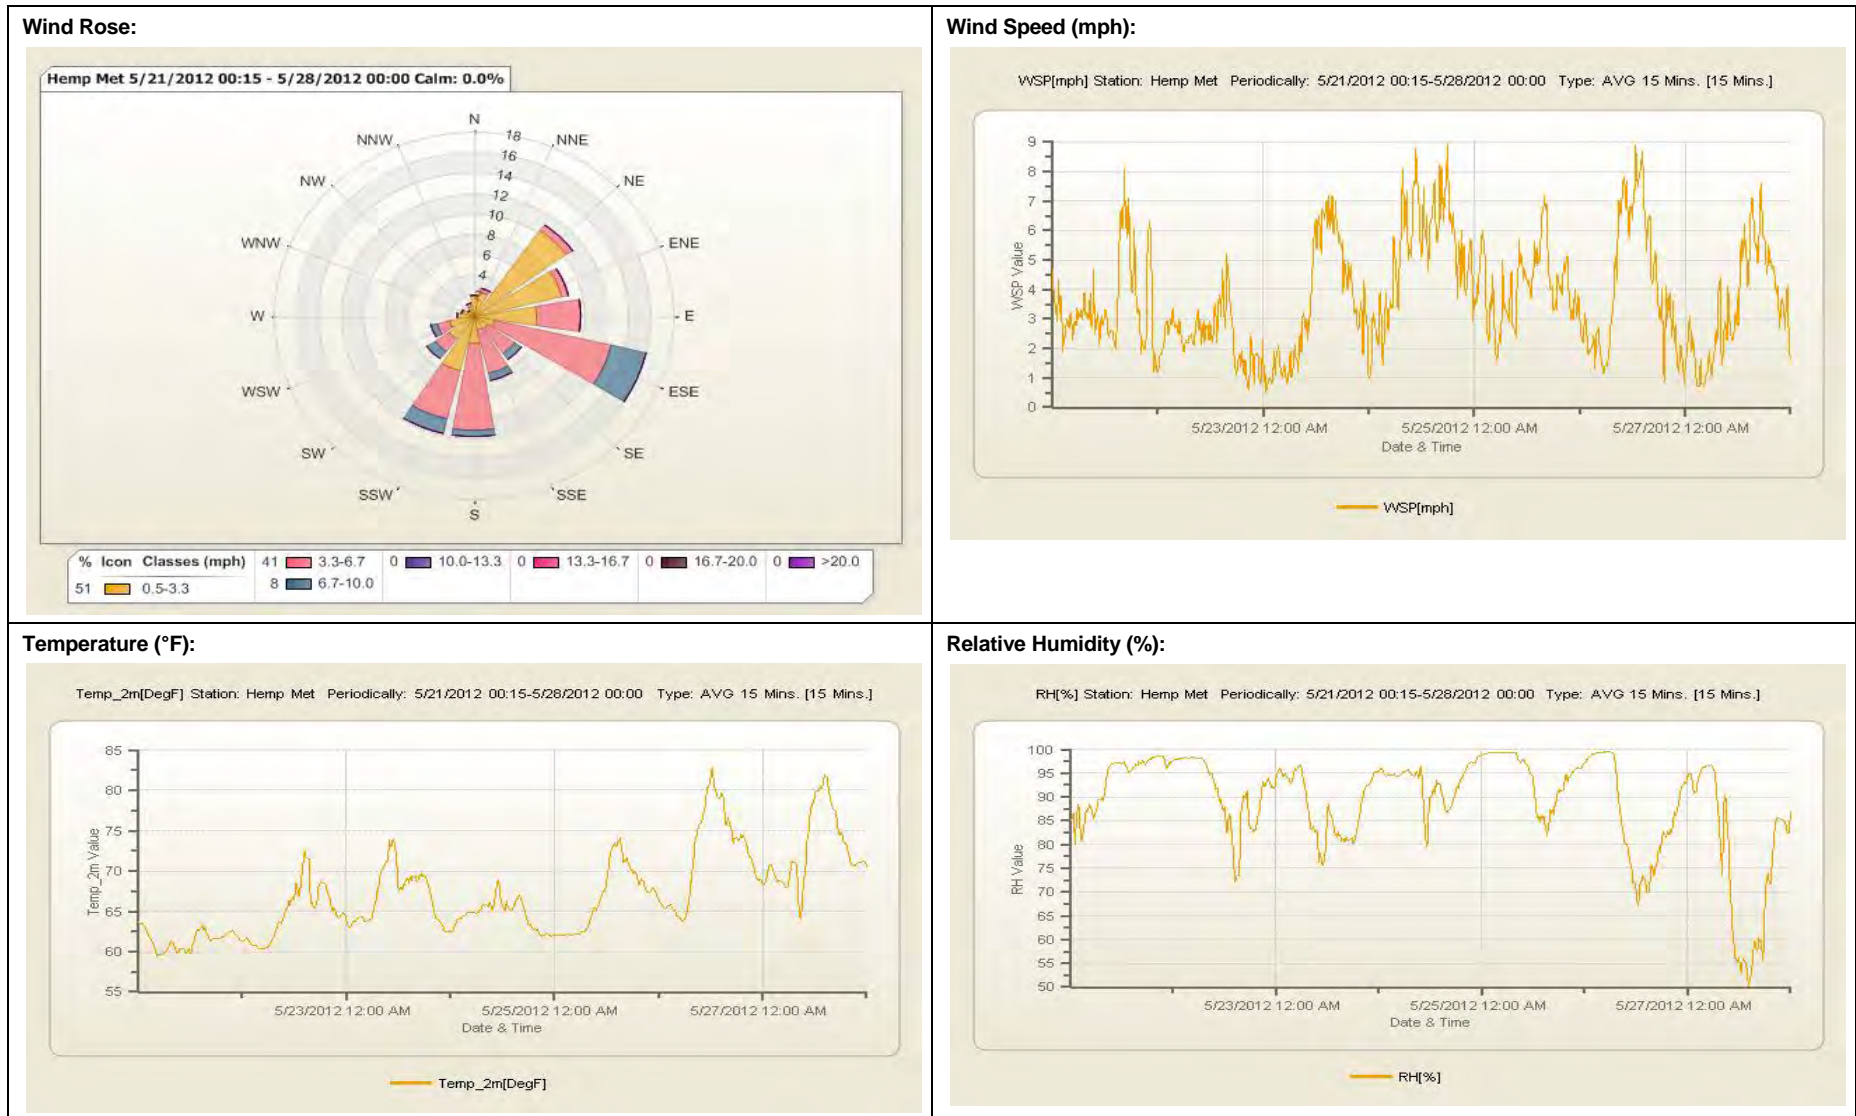 Wind Rose:
Hemp Met 5/21/2012 00:15 - 5/28/2012 00:00 Calm: 0.0%
N
NNE
NE
ENE
E
ESE
SE
SSE
S
SSW
SW
WSW
W
WNW
NW
NNW
18
16
14
12
10
8
6
4
% Icon Classes (mph)
51 0.5-3.3
41 3.3-6.7
8 6.7-10.0
0 10.0-13.3
0 13.3-16.7
0 16.7-20.0
0 >20.0
Wind Speed (mph):
WSP[mph] Station: Hemp Met Periodically: 5/21/2012 00:15-5/28/2012 00:00 Type: AVG 15 Mins. [15 Mins.]
WSP Value
9
8
7
6
5
4
3
2
1
0
5/23/2012 12:00 AM 5/25/2012 12:00 AM 5/27/2012 12:00 AM
Date & Time
WSP[mph]
Temperature (°F):
Temp_2m[DegF] Station: Hemp Met Periodically: 5/21/2012 00:15-5/28/2012 00:00 Type: AVG 15 Mins. [15 Mins.]
Temp_2m Value
85
80
75
70
65
60
55
5/23/2012 12:00 AM 5/25/2012 12:00 AM 5/27/2012 12:00 AM
Date & Time
Temp_2m[DegF]
Relative Humidity (%):
RH[%] Station: Hemp Met Periodically: 5/21/2012 00:15-5/28/2012 00:00 Type: AVG 15 Mins. [15 Mins.]
RH Value
100
95
90
85
80
75
70
65
60
55
50
5/23/2012 12:00 AM 5/25/2012 12:00 AM 5/27/2012 12:00 AM
Date & Time
RH[%]